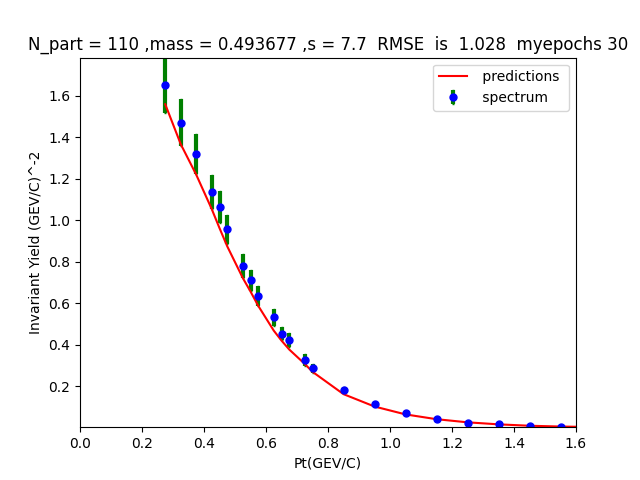 N_part = 110 ,mass = 0.493677 ,s = 7.7  RMSE  is  1.028  myepochs 30
predictions
spectrum
Invariant Yield (GEV/C)^-2
1.6
1.4
1.2
1.0
0.8
0.6
0.4
0.2
0.0 0.2 0.4 0.6 0.8 1.0 1.2 1.4 1.6
Pt(GEV/C)